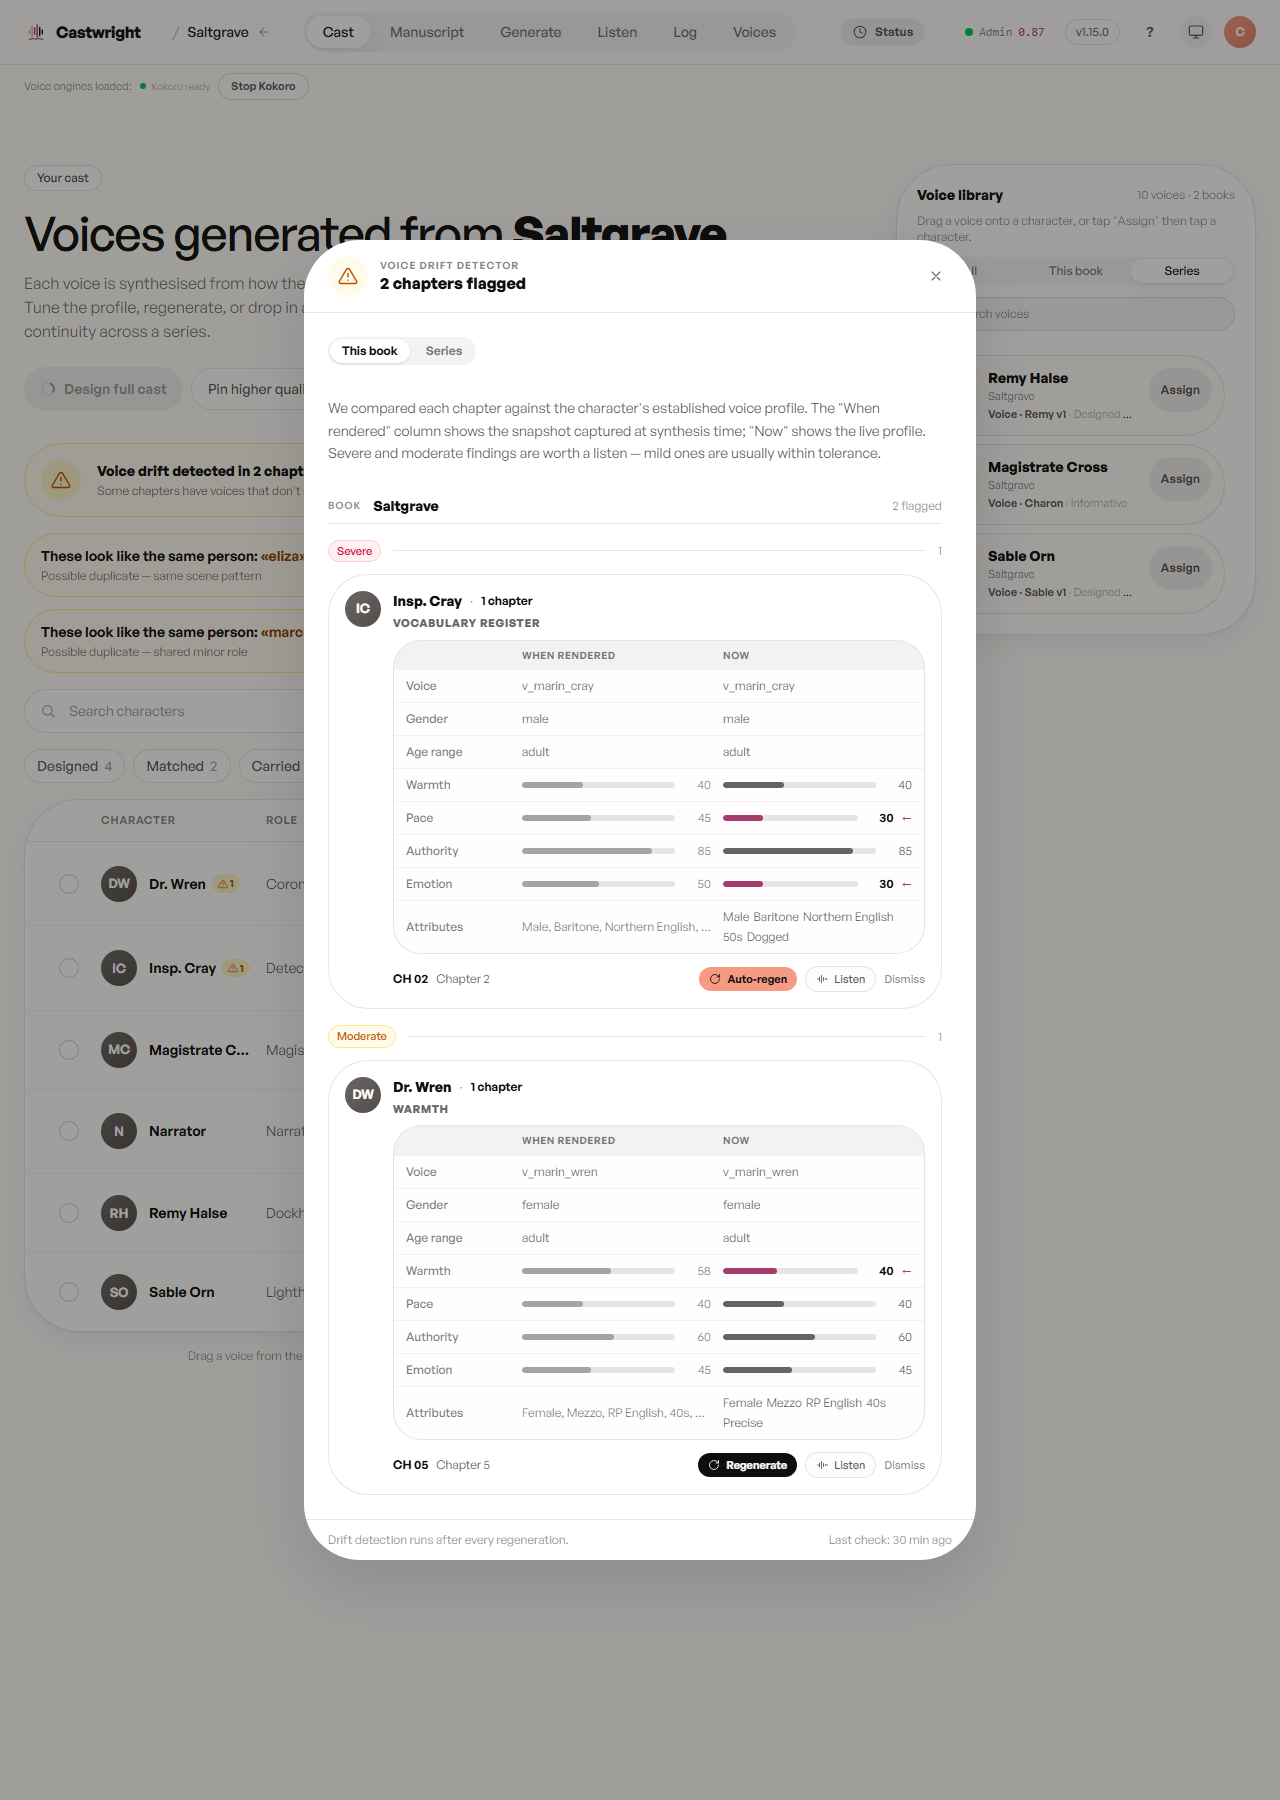 Castwright
/ Saltgrave ←
Cast
Manuscript
Generate
Listen
Log
Voices
Status
Admin 0.87
v1.15.0
?
C
Voice engines loaded: Kokoro ready
Stop Kokoro
Your cast
Voices generated from Saltgrave
Each voice is synthesised from how the
Tune the profile, regenerate, or drop in
continuity across a series.
Design full cast
Pin higher quali
Voice drift detected in 2 chapt
Some chapters have voices that don't
These look like the same person: «eliza»
Possible duplicate — same scene pattern
These look like the same person: «marc
Possible duplicate — shared minor role
Search characters
Designed 4
Matched 2
Carried
CHARACTER ROLE
DW Dr. Wren 1 Coron
IC Insp. Cray 1 Detec
MC Magistrate C... Magis
N Narrator Narrat
RH Remy Halse Dockh
SO Sable Orn Lighth
Drag a voice from the
Voice library
10 voices · 2 books
Drag a voice onto a character, or tap "Assign" then tap a
character.
This book
Series
rch voices
Remy Halse
Saltgrave
Voice · Remy v1 · Designed ...
Assign
Magistrate Cross
Saltgrave
Voice · Charon · Informative
Assign
Sable Orn
Saltgrave
Voice · Sable v1 · Designed ...
Assign
VOICE DRIFT DETECTOR
2 chapters flagged
This book
Series
We compared each chapter against the character's established voice profile. The "When
rendered" column shows the snapshot captured at synthesis time; "Now" shows the live profile.
Severe and moderate findings are worth a listen — mild ones are usually within tolerance.
BOOK Saltgrave 2 flagged
Severe 1
IC
Insp. Cray · 1 chapter
VOCABULARY REGISTER
WHEN RENDERED NOW
Voice v_marin_cray v_marin_cray
Gender male male
Age range adult adult
Warmth 40 40
Pace 45 30 ←
Authority 85 85
Emotion 50 30 ←
Attributes Male, Baritone, Northern English, ... Male Baritone Northern English
50s Dogged
CH 02 Chapter 2
Auto-regen
Listen
Dismiss
Moderate 1
DW
Dr. Wren · 1 chapter
WARMTH
WHEN RENDERED NOW
Voice v_marin_wren v_marin_wren
Gender female female
Age range adult adult
Warmth 58 40 ←
Pace 40 40
Authority 60 60
Emotion 45 45
Attributes Female, Mezzo, RP English, 40s, ... Female Mezzo RP English 40s
Precise
CH 05 Chapter 5
Regenerate
Listen
Dismiss
Drift detection runs after every regeneration.
Last check: 30 min ago